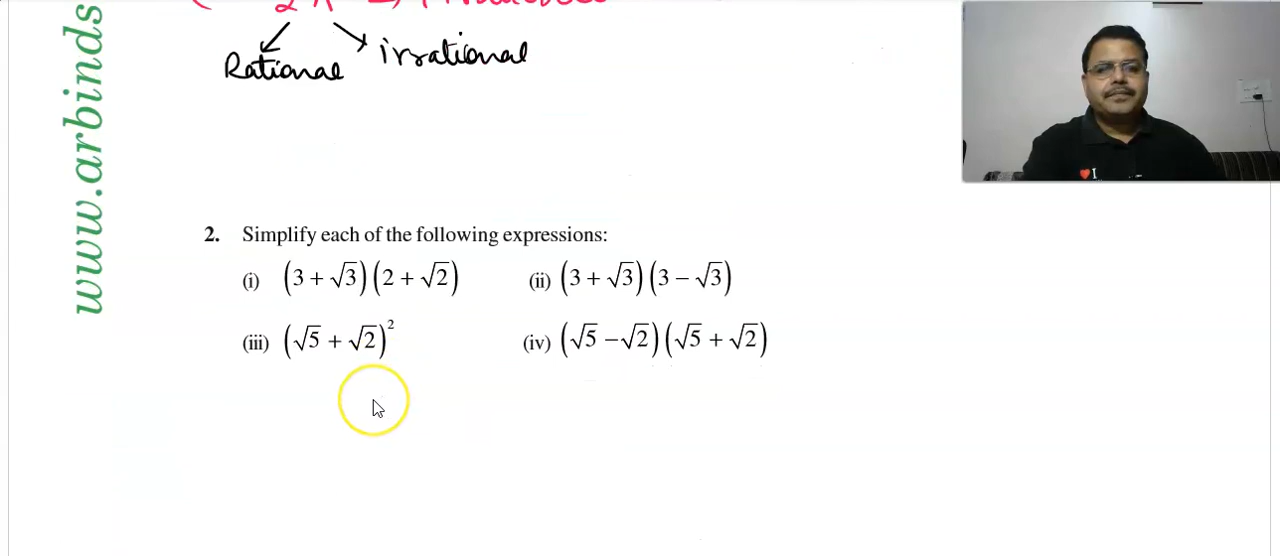 Rational irrational
www.arbinds
2. Simplify each of the following expressions:
(i) (3 + √3)(2 + √2) (ii) (3 + √3)(3 − √3)
(iii) (√5 + √2)² (iv) (√5 − √2)(√5 + √2)
I